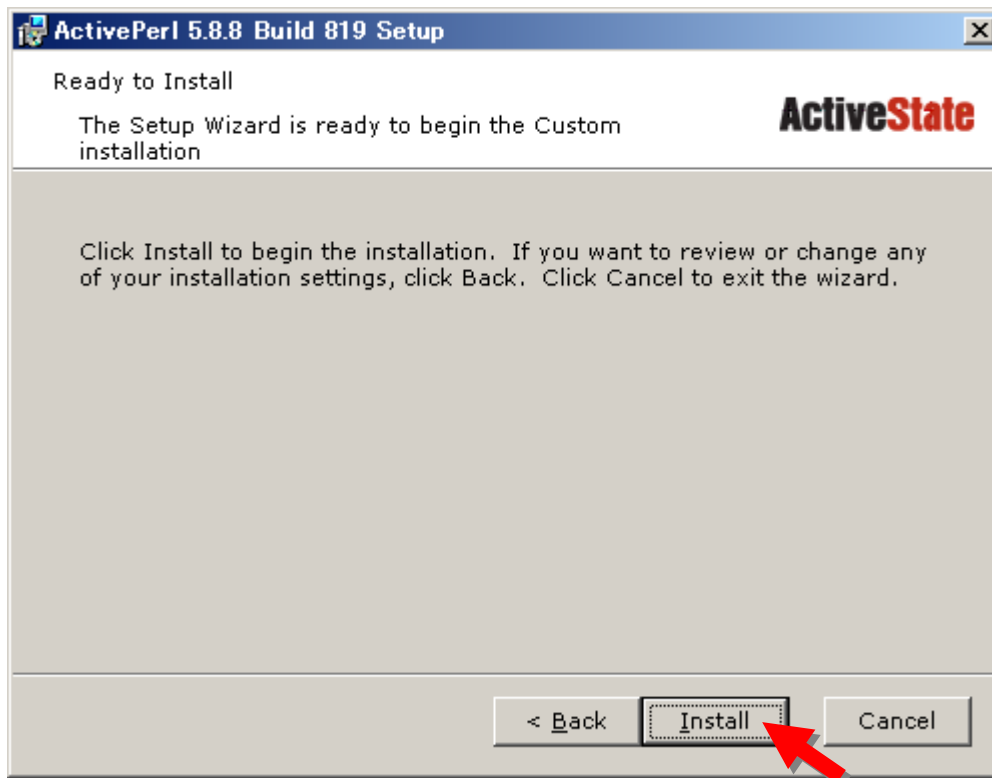 ActivePerl 5.8.8 Build 819 Setup
Ready to Install
The Setup Wizard is ready to begin the Custom
installation
ActiveState
Click Install to begin the installation.  If you want to review or change any
of your installation settings, click Back.  Click Cancel to exit the wizard.
< Back
Install
Cancel